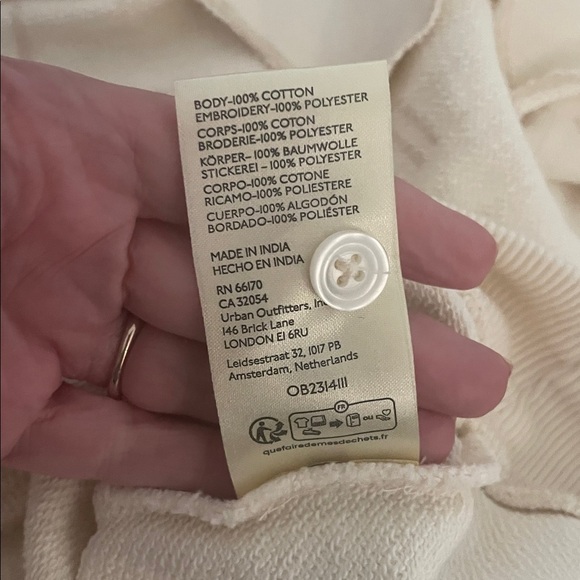 BODY-100% COTTON
EMBROIDERY-100% POLYESTER
CORPS-100% COTON
BRODERIE-100% POLYESTER
KÖRPER-100% BAUMWOLLE
STICKEREI-100% POLYESTER
CORPO-100% COTONE
RICAMO-100% POLIESTERE
CUERPO-100% ALGODÓN
BORDADO-100% POLIÉSTER
MADE IN INDIA
HECHO EN INDIA
RN 66170
CA 32054
Urban Outfitters,
146 Brick Lane
LONDON E1 6RU
Leidsestraat 32, 1017 PB
Amsterdam, Netherlands
OB2314111
FR
ou
quefairedemesdechets.fr